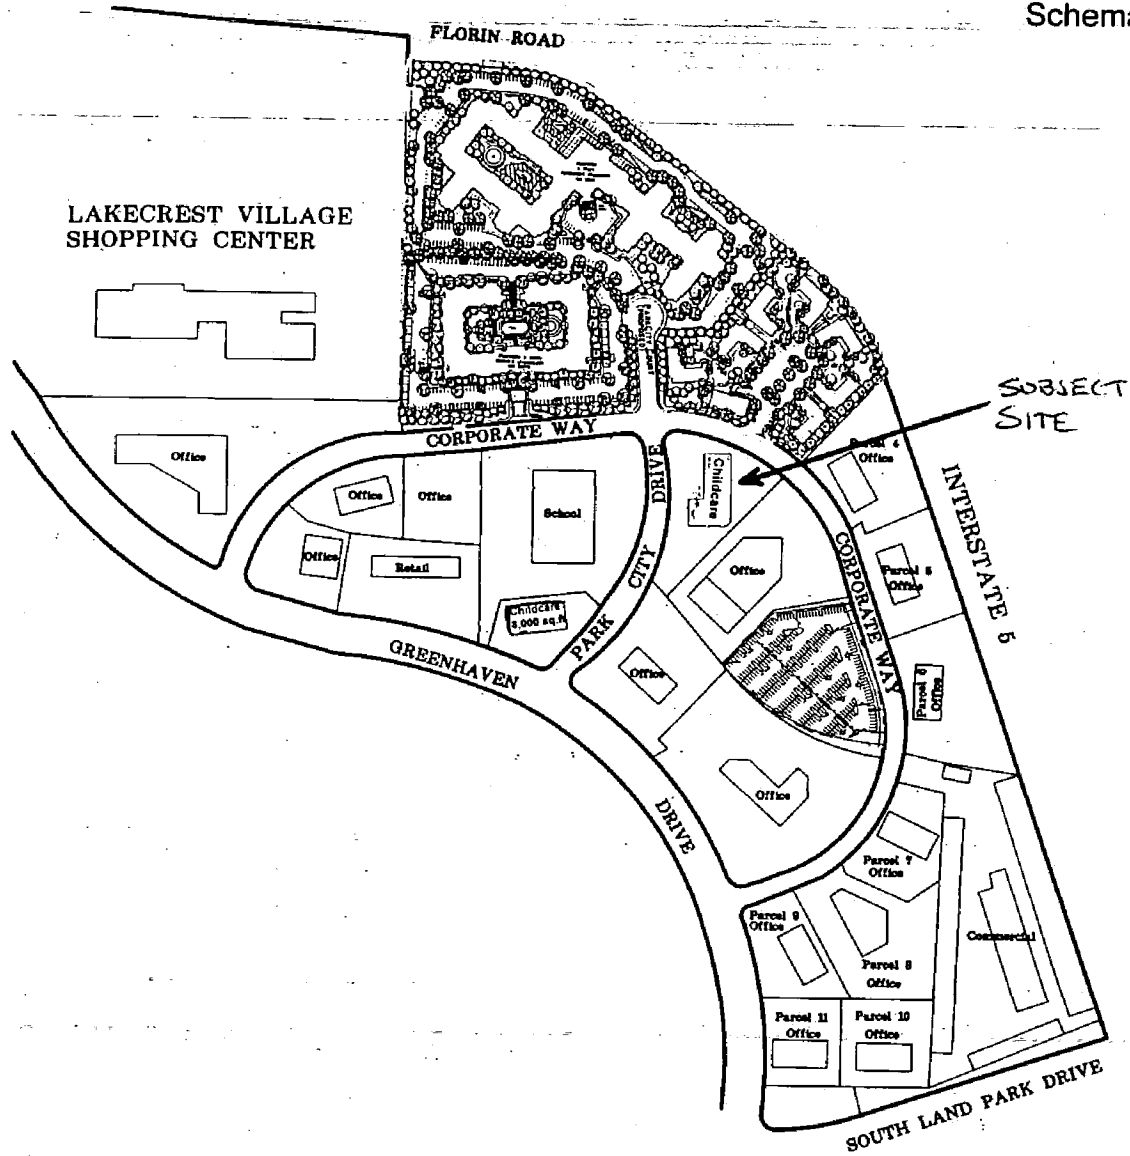 Schema
FLORIN ROAD
LAKECREST VILLAGE
SHOPPING CENTER
SUBJECT
SITE
CORPORATE WAY
Office
Office
Office
School
Office
Retail
Childcare
8,000 sq.ft
Childcare
PARK CITY DRIVE
Office
Office
Office
GREENHAVEN
DRIVE
CORPORATE WAY
INTERSTATE 5
Parcel 4
Office
Parcel 5
Office
Parcel 6
Office
Parcel 7
Office
Parcel 8
Office
Parcel 9
Office
Parcel 10
Office
Parcel 11
Office
Commercial
SOUTH LAND PARK DRIVE